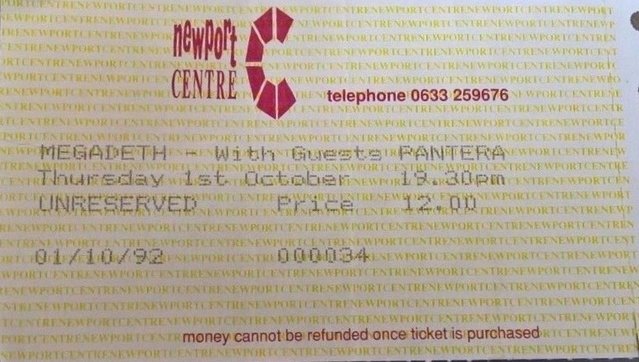 newport
CENTRE
telephone 0633 259676
MEGADETH - With Guests PANTERA
Thursday 1st October 19.30pm
UNRESERVED Price 12.00
01/10/92 000034
money cannot be refunded once ticket is purchased